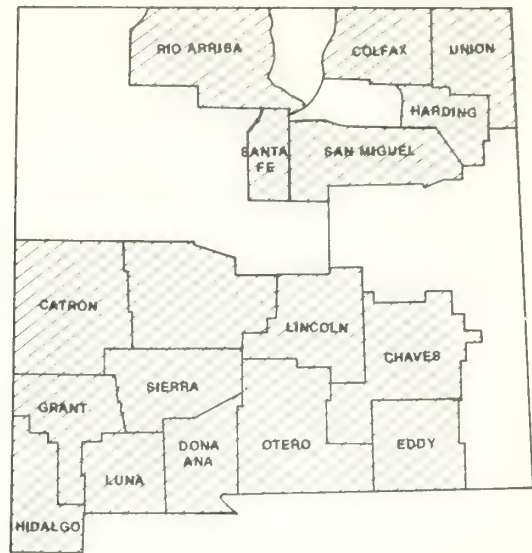 RIO ARRIBA
COLFAX
UNION
HARDING
SANTA
FE
SAN MIGUEL
CATRON
LINCOLN
CHAVES
SIERRA
GRANT
DONA
ANA
OTERO
EDDY
LUNA
HIDALGO